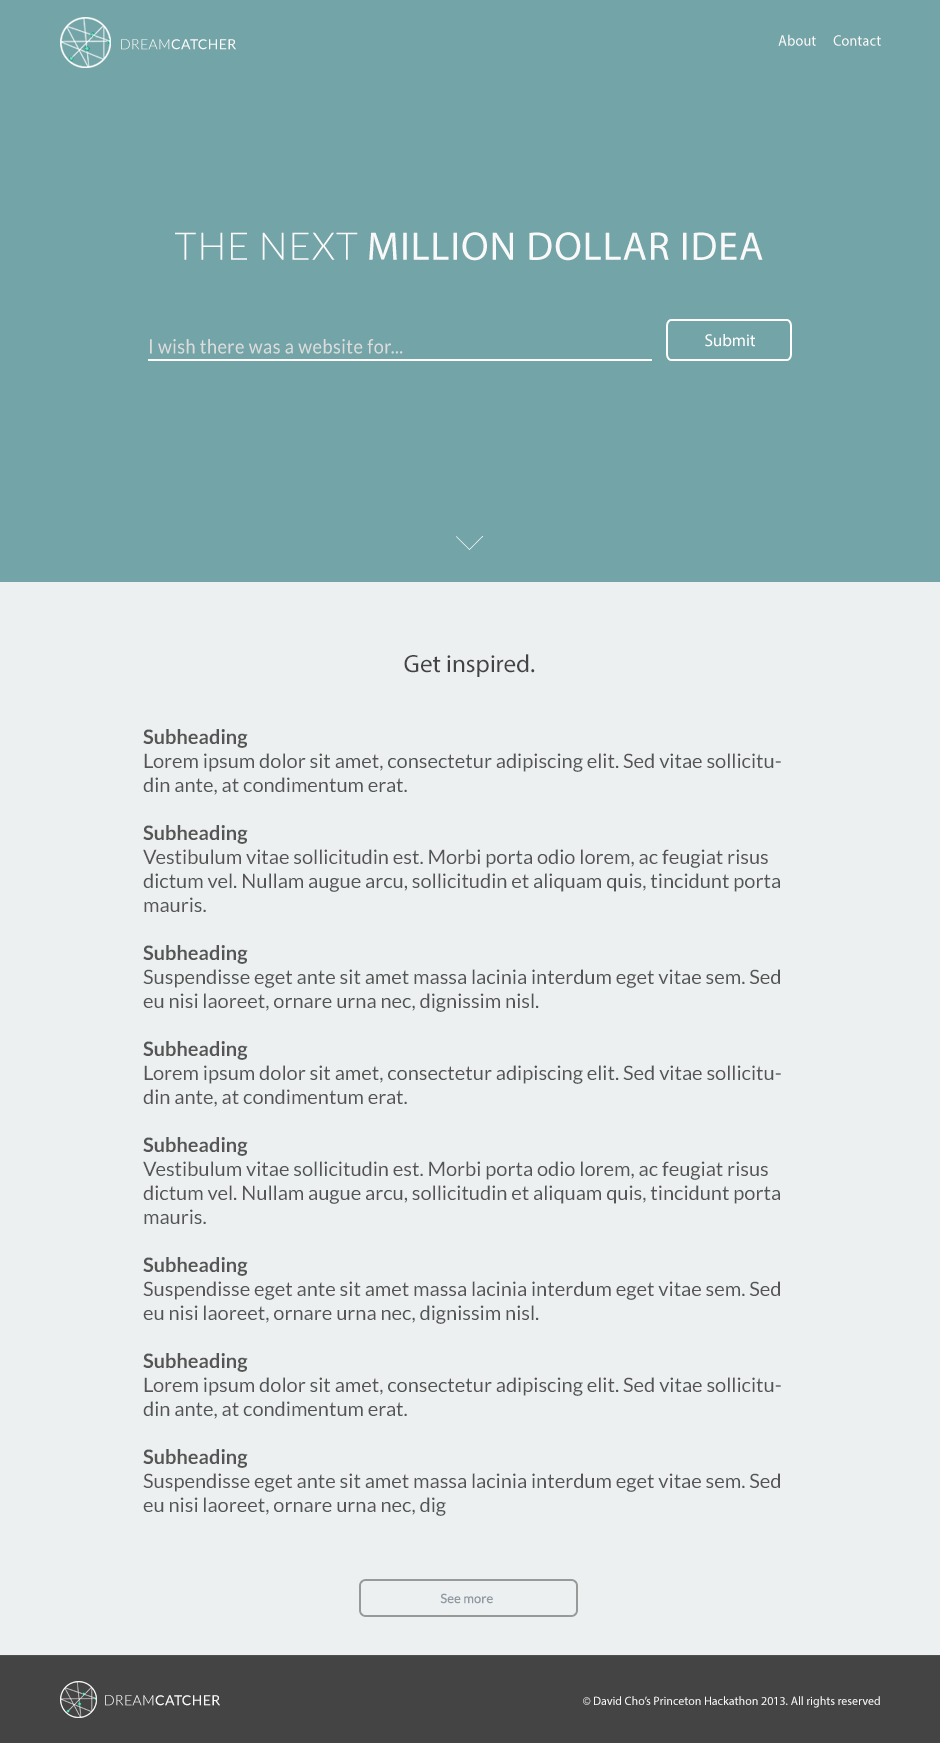 DREAMCATCHER
About Contact
THE NEXT MILLION DOLLAR IDEA
I wish there was a website for...
Submit
Get inspired.
Subheading
Lorem ipsum dolor sit amet, consectetur adipiscing elit. Sed vitae sollicitu-
din ante, at condimentum erat.
Subheading
Vestibulum vitae sollicitudin est. Morbi porta odio lorem, ac feugiat risus
dictum vel. Nullam augue arcu, sollicitudin et aliquam quis, tincidunt porta
mauris.
Subheading
Suspendisse eget ante sit amet massa lacinia interdum eget vitae sem. Sed
eu nisi laoreet, ornare urna nec, dignissim nisl.
Subheading
Lorem ipsum dolor sit amet, consectetur adipiscing elit. Sed vitae sollicitu-
din ante, at condimentum erat.
Subheading
Vestibulum vitae sollicitudin est. Morbi porta odio lorem, ac feugiat risus
dictum vel. Nullam augue arcu, sollicitudin et aliquam quis, tincidunt porta
mauris.
Subheading
Suspendisse eget ante sit amet massa lacinia interdum eget vitae sem. Sed
eu nisi laoreet, ornare urna nec, dignissim nisl.
Subheading
Lorem ipsum dolor sit amet, consectetur adipiscing elit. Sed vitae sollicitu-
din ante, at condimentum erat.
Subheading
Suspendisse eget ante sit amet massa lacinia interdum eget vitae sem. Sed
eu nisi laoreet, ornare urna nec, dig
See more
DREAMCATCHER
© David Cho's Princeton Hackathon 2013. All rights reserved